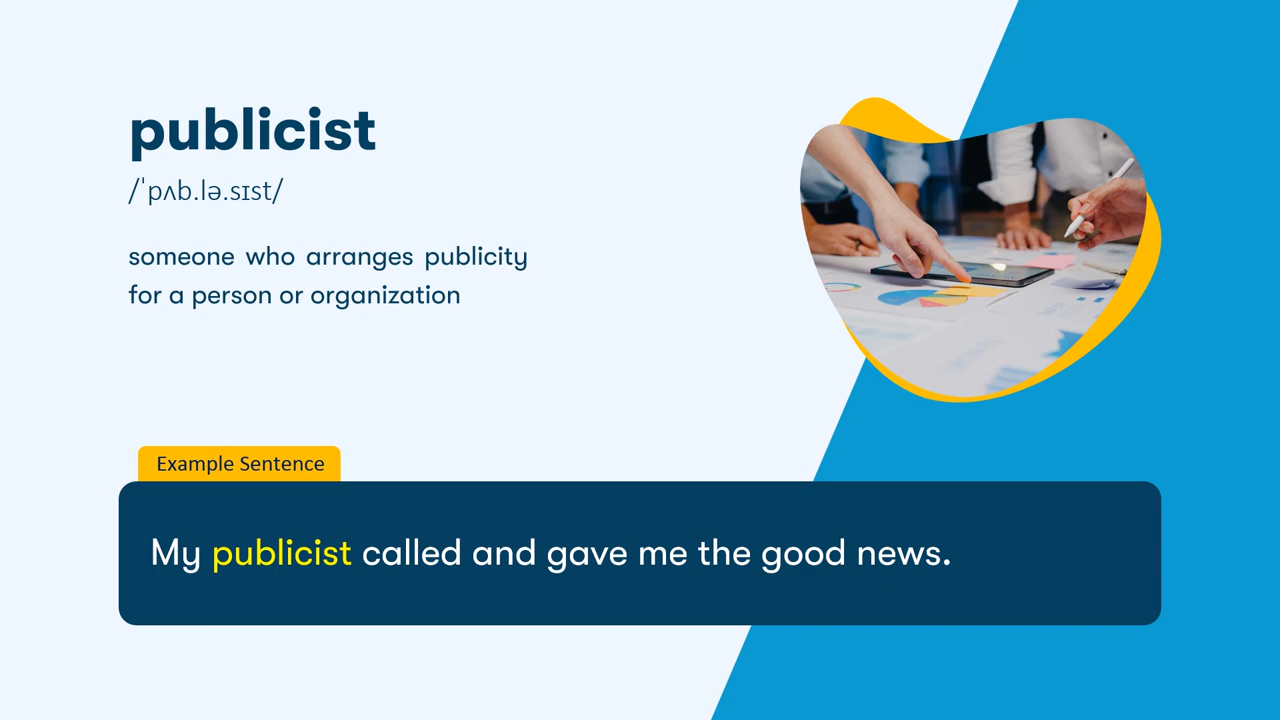 publicist
/ˈpʌb.lə.sɪst/
someone who arranges publicity
for a person or organization
Example Sentence
My publicist called and gave me the good news.